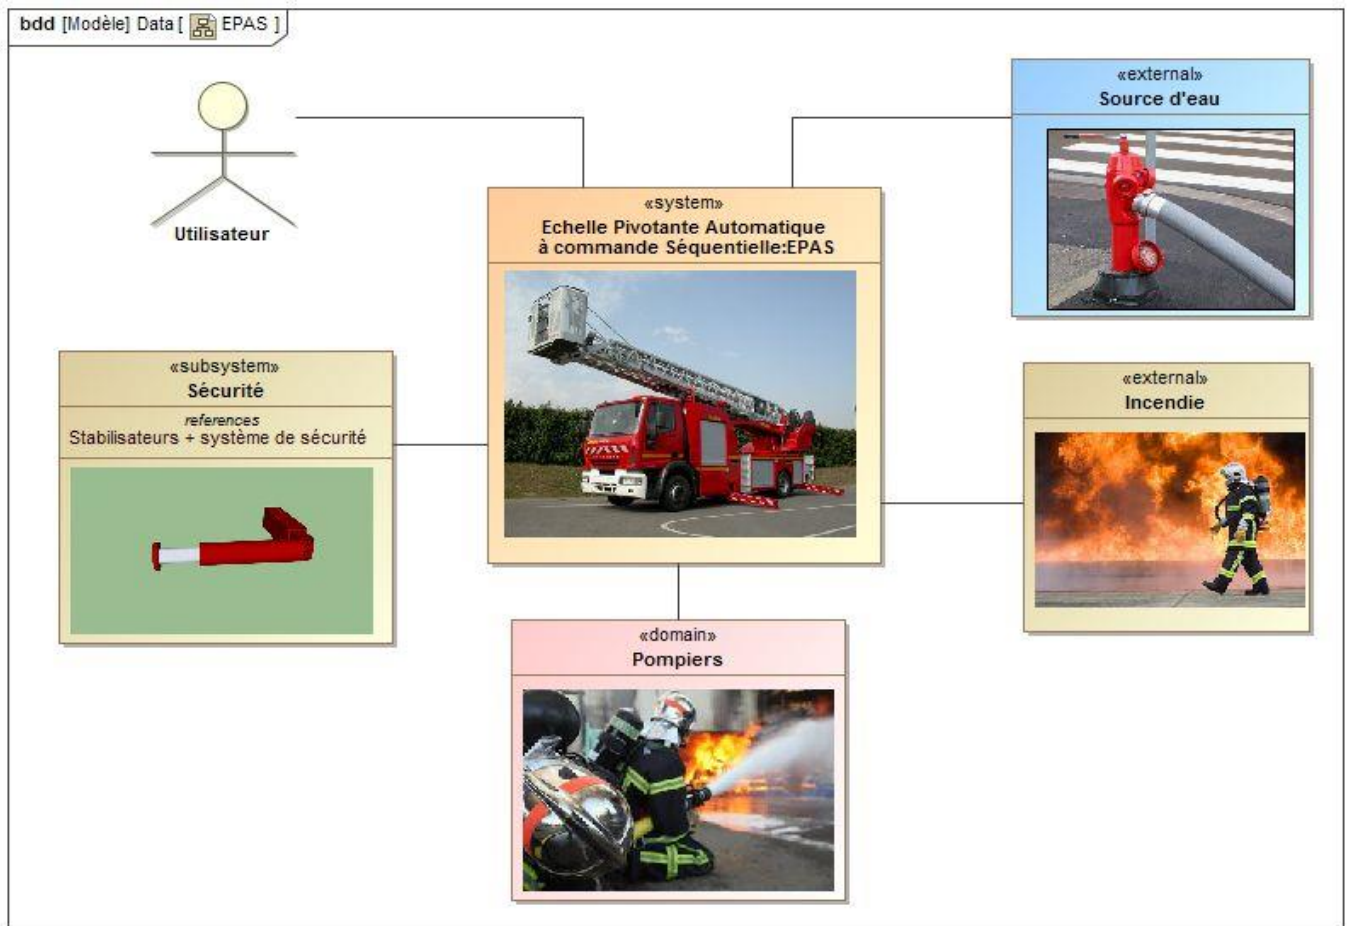 bdd [Modèle] Data [ EPAS ]
Utilisateur
«external»
Source d'eau
«system»
Echelle Pivotante Automatique
à commande Séquentielle:EPAS
«subsystem»
Sécurité
references
Stabilisateurs + système de sécurité
«external»
Incendie
«domain»
Pompiers